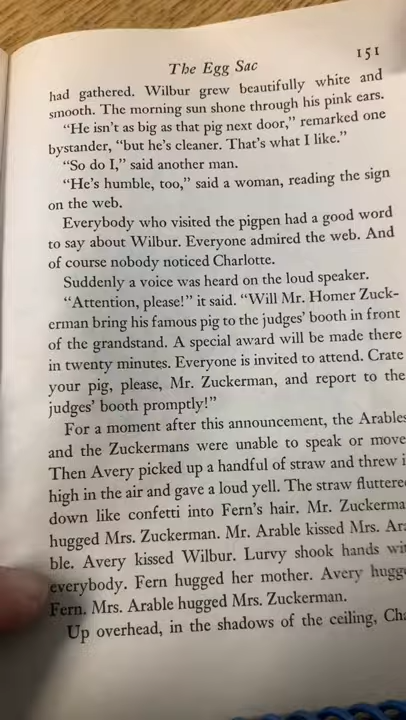 The Egg Sac 151
had gathered. Wilbur grew beautifully white and
smooth. The morning sun shone through his pink ears.
"He isn't as big as that pig next door," remarked one
bystander, "but he's cleaner. That's what I like."
"So do I," said another man.
"He's humble, too," said a woman, reading the sign
on the web.
Everybody who visited the pigpen had a good word
to say about Wilbur. Everyone admired the web. And
of course nobody noticed Charlotte.
Suddenly a voice was heard on the loud speaker.
"Attention, please!" it said. "Will Mr. Homer Zuck-
erman bring his famous pig to the judges' booth in front
of the grandstand. A special award will be made there
in twenty minutes. Everyone is invited to attend. Crate
your pig, please, Mr. Zuckerman, and report to the
judges' booth promptly!"
For a moment after this announcement, the Arables
and the Zuckermans were unable to speak or move
Then Avery picked up a handful of straw and threw i
high in the air and gave a loud yell. The straw fluttere
down like confetti into Fern's hair. Mr. Zuckerma
hugged Mrs. Zuckerman. Mr. Arable kissed Mrs. Ara
ble. Avery kissed Wilbur. Lurvy shook hands wi
everybody. Fern hugged her mother. Avery hugge
Fern. Mrs. Arable hugged Mrs. Zuckerman.
Up overhead, in the shadows of the ceiling, Cha